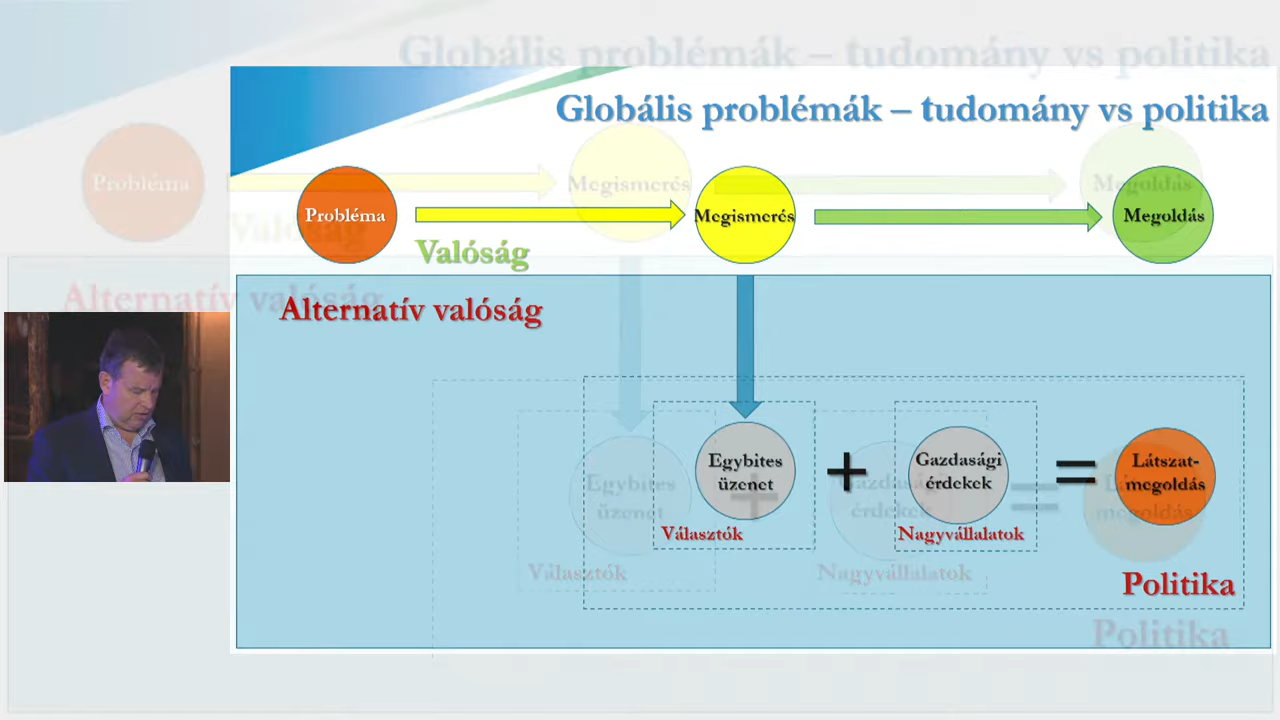 Globális problémák – tudomány vs politika
Probléma
Megismerés
Megoldás
Valóság
Alternatív valóság
Egybites
üzenet
+
Gazdasági
érdekek
=
Látszat-
megoldás
Választók
Nagyvállalatok
Politika